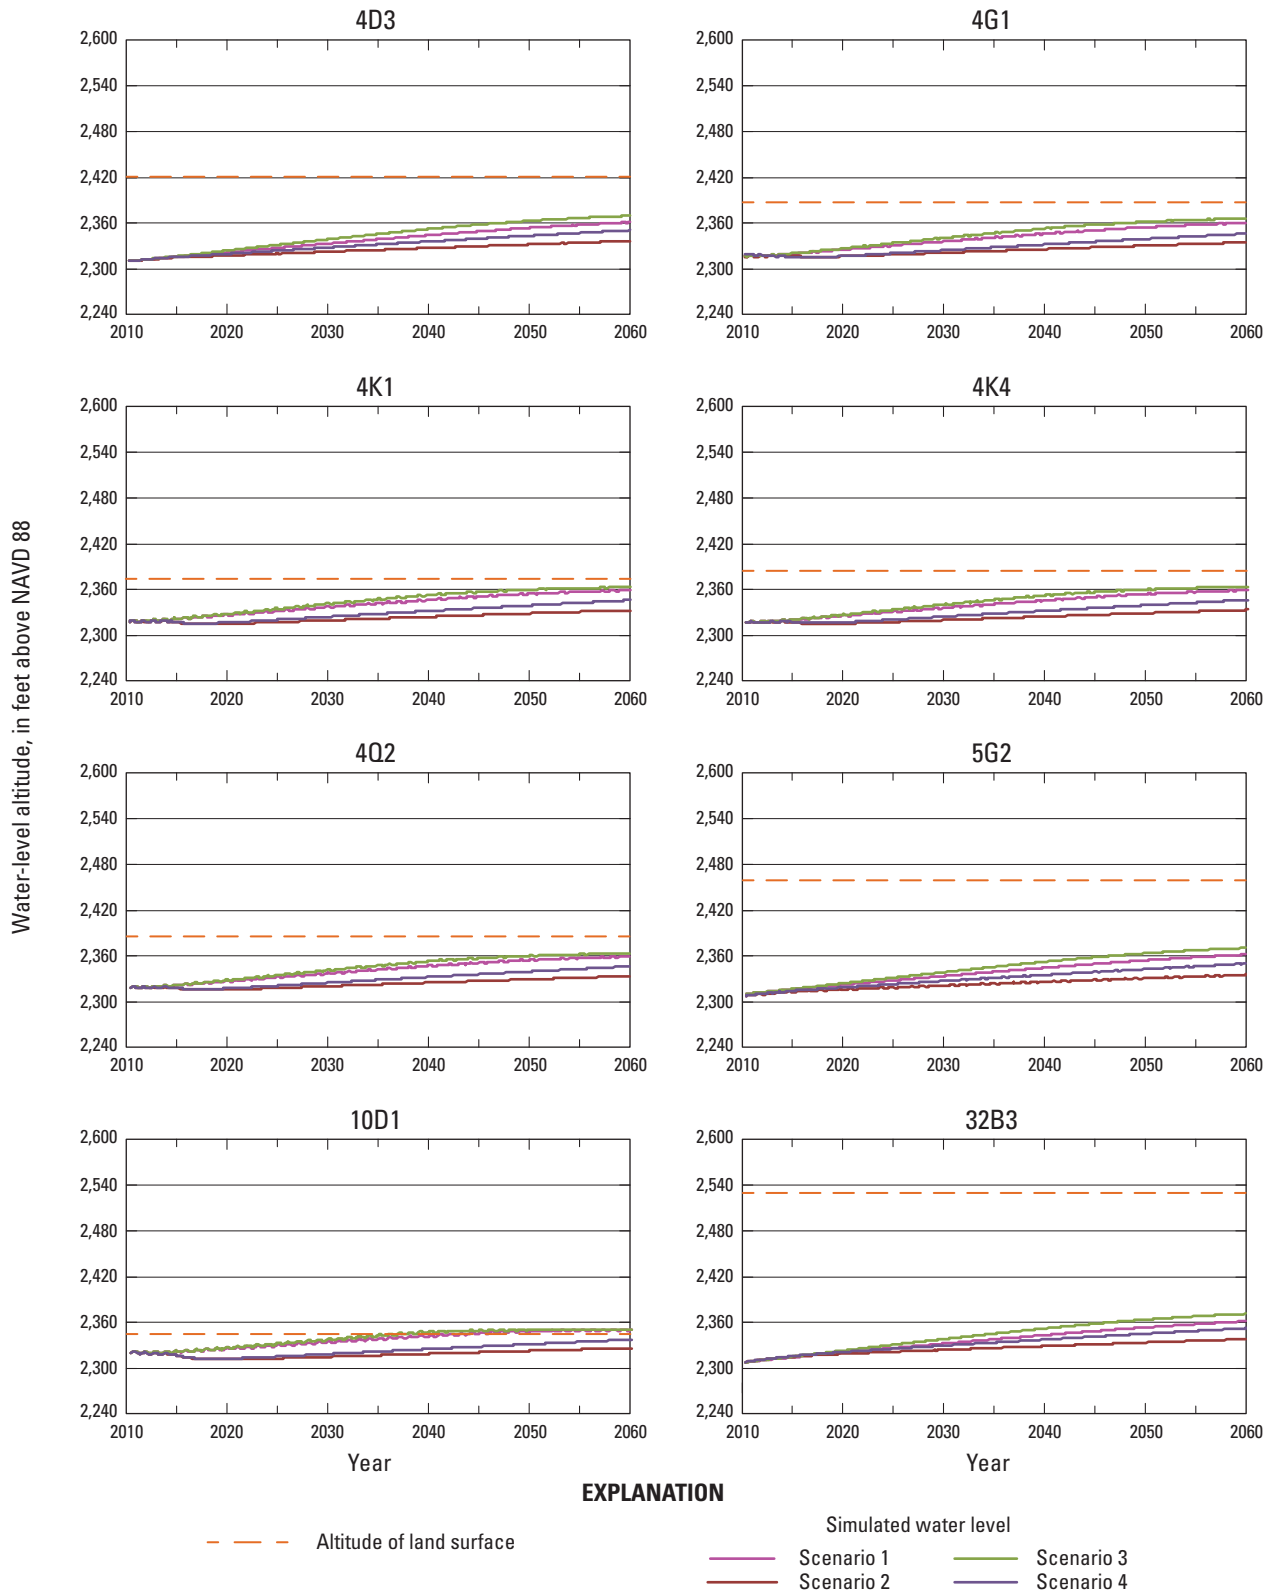 4D3
4G1
2,600
2,540
2,480
2,420
2,360
2,300
2,240
2010 2020 2030 2040 2050 2060
2,600
2,540
2,480
2,420
2,360
2,300
2,240
2010 2020 2030 2040 2050 2060
4K1
4K4
2,600
2,540
2,480
2,420
2,360
2,300
2,240
2010 2020 2030 2040 2050 2060
2,600
2,540
2,480
2,420
2,360
2,300
2,240
2010 2020 2030 2040 2050 2060
Water-level altitude, in feet above NAVD 88
4Q2
5G2
2,600
2,540
2,480
2,420
2,360
2,300
2,240
2010 2020 2030 2040 2050 2060
2,600
2,540
2,480
2,420
2,360
2,300
2,240
2010 2020 2030 2040 2050 2060
10D1
32B3
2,600
2,540
2,480
2,420
2,360
2,300
2,240
2010 2020 2030 2040 2050 2060
Year
2,600
2,540
2,480
2,420
2,360
2,300
2,240
2010 2020 2030 2040 2050 2060
Year
EXPLANATION
Altitude of land surface
Simulated water level
Scenario 1
Scenario 2
Scenario 3
Scenario 4